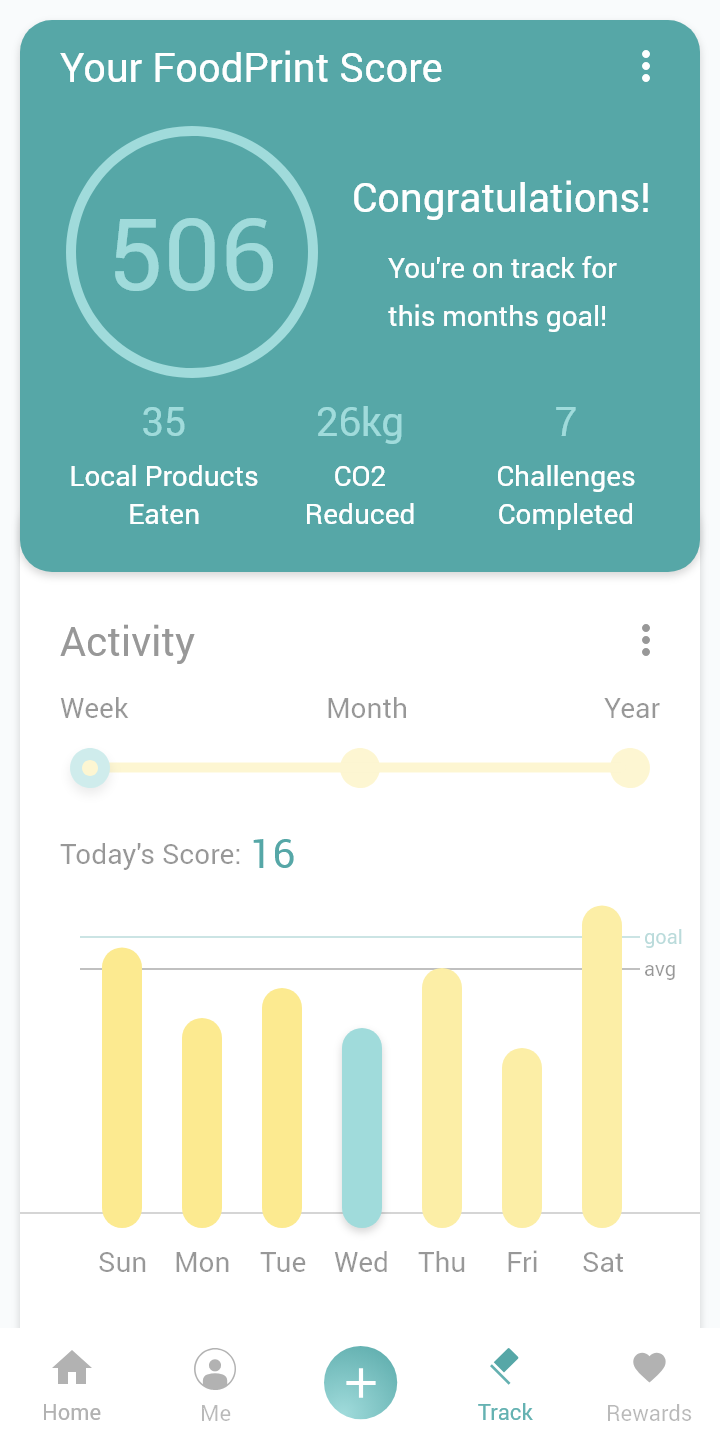 Your FoodPrint Score
506
Congratulations!
You're on track for
this months goal!
35
Local Products
Eaten
26kg
CO2
Reduced
7
Challenges
Completed
Activity
Week Month Year
Today's Score: 16
goal
avg
Sun Mon Tue Wed Thu Fri Sat
Home Me Track Rewards